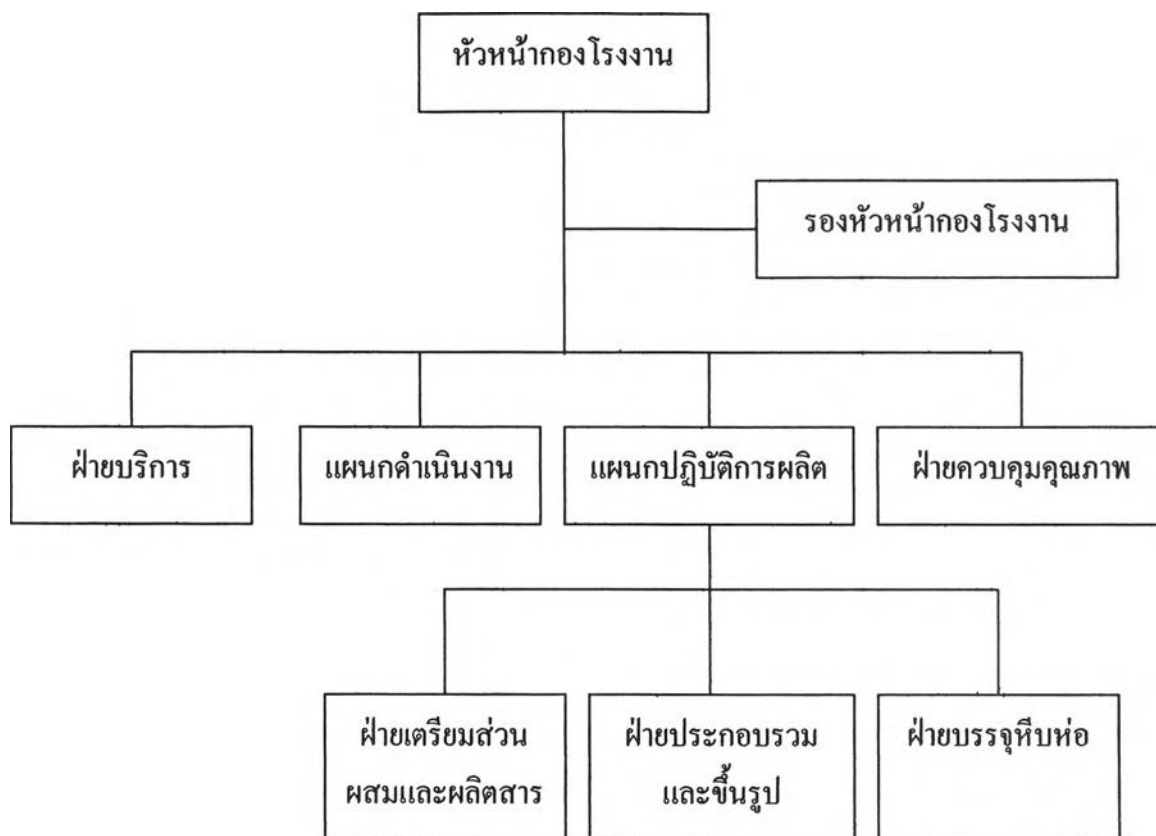 หัวหน้ากองโรงงาน
รองหัวหน้ากองโรงงาน
ฝ่ายบริการ
แผนกดำเนินงาน
แผนกปฏิบัติการผลิต
ฝ่ายควบคุมคุณภาพ
ฝ่ายเตรียมส่วน
ผสมและผลิตสาร
ฝ่ายประกอบรวม
และขึ้นรูป
ฝ่ายบรรจุหีบห่อ